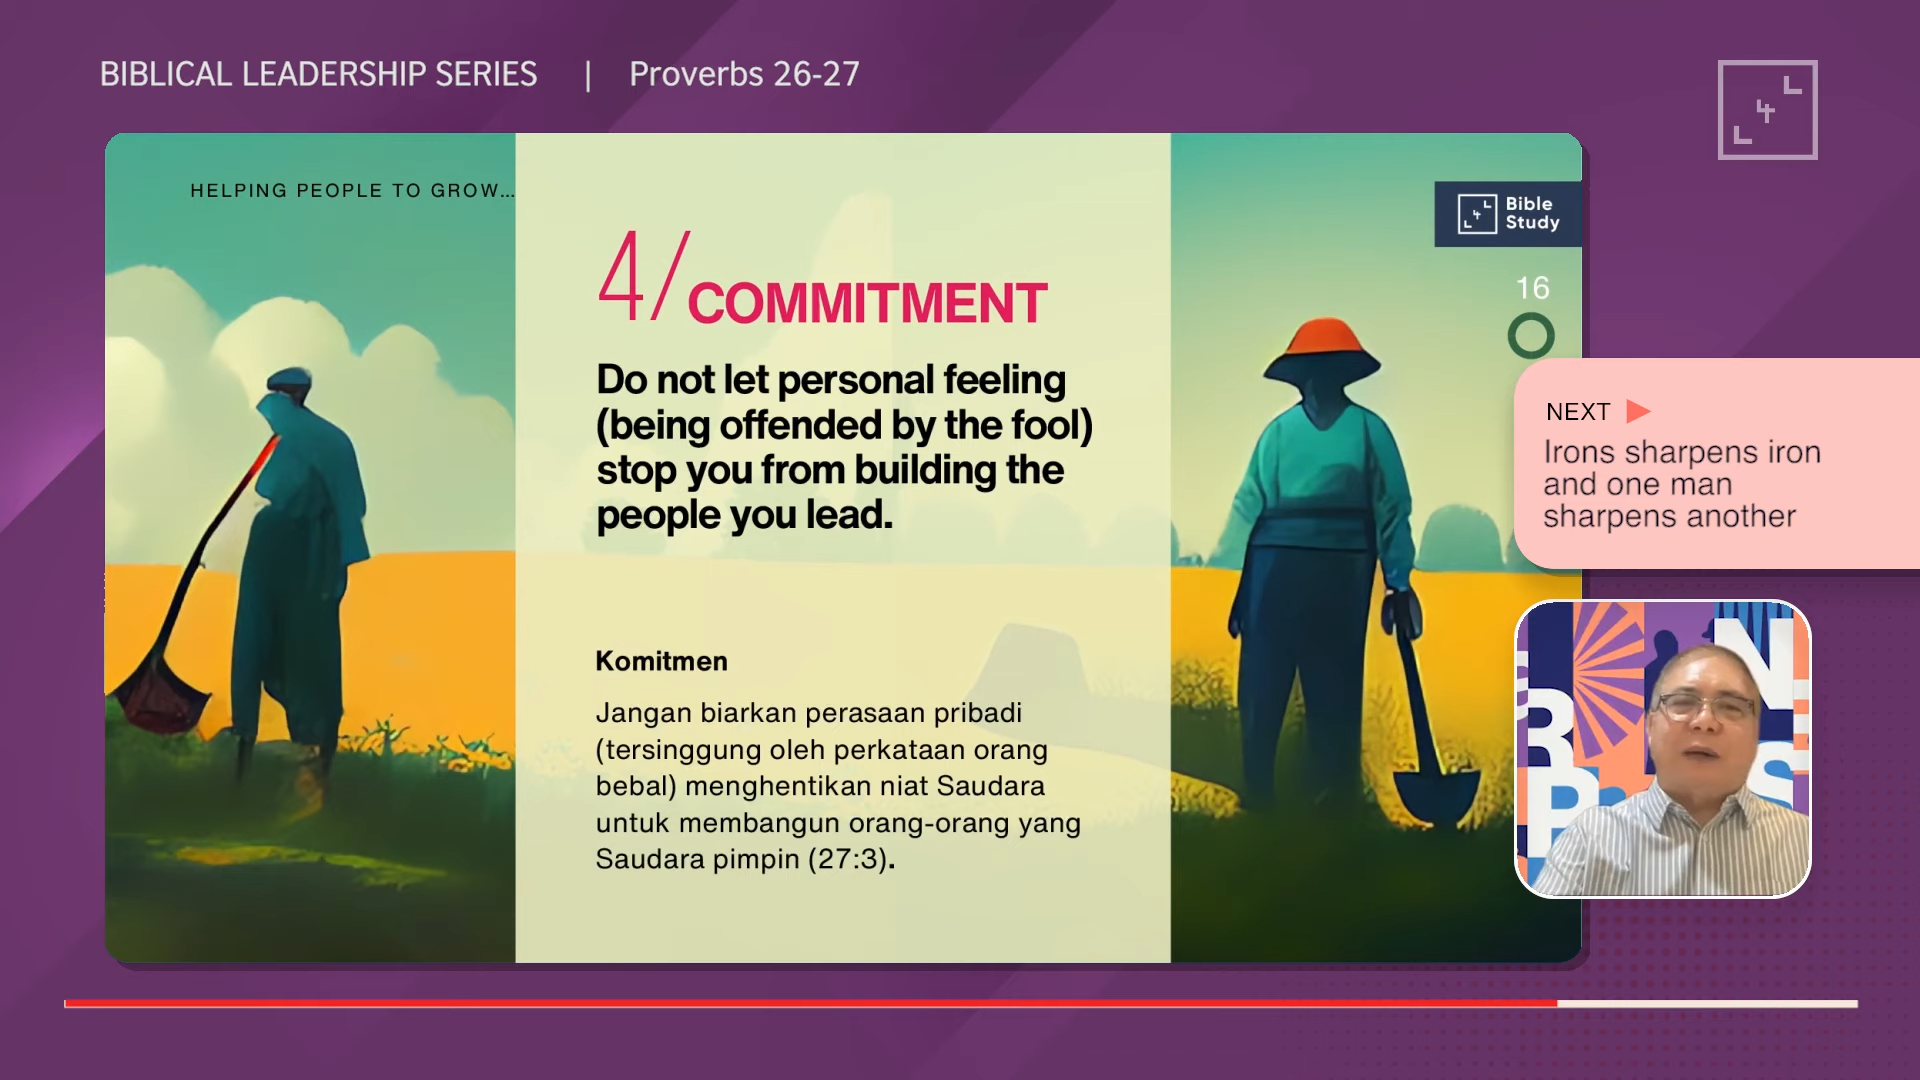 BIBLICAL LEADERSHIP SERIES | Proverbs 26-27
HELPING PEOPLE TO GROW...
4/COMMITMENT
Do not let personal feeling
(being offended by the fool)
stop you from building the
people you lead.
Komitmen
Jangan biarkan perasaan pribadi
(tersinggung oleh perkataan orang
bebal) menghentikan niat Saudara
untuk membangun orang-orang yang
Saudara pimpin (27:3).
Bible
Study
16
NEXT
Irons sharpens iron
and one man
sharpens another